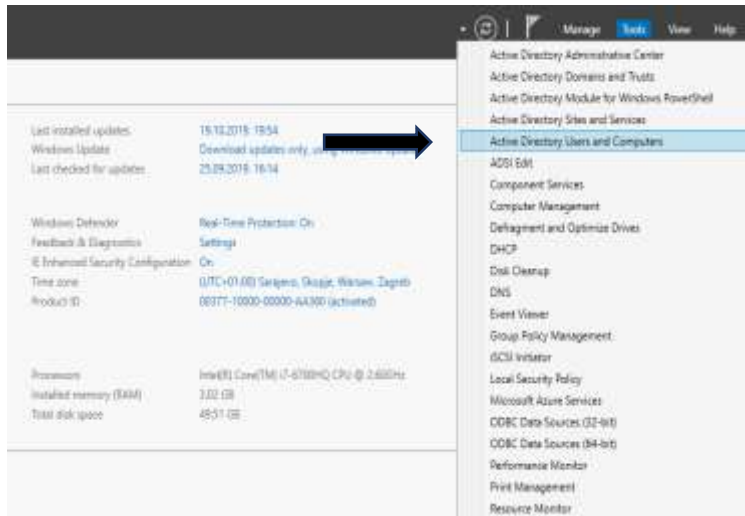 Manage Tools View Help
Active Directory Administrative Center
Active Directory Domains and Trusts
Active Directory Module for Windows PowerShell
Active Directory Sites and Services
Active Directory Users and Computers
ADSI Edit
Component Services
Computer Management
Defragment and Optimize Drives
DHCP
Disk Cleanup
DNS
Event Viewer
Group Policy Management
iSCSI Initiator
Local Security Policy
Microsoft Azure Services
ODBC Data Sources (32-bit)
ODBC Data Sources (64-bit)
Performance Monitor
Print Management
Resource Monitor
Last installed updates 19.10.2019. 19:54
Windows Update Download updates only, using Windows
Last checked for updates 25.09.2019. 16:14
Windows Defender Real-Time Protection: On
Feedback & Diagnostics Settings
IE Enhanced Security Configuration On
Time zone (UTC+01:00) Sarajevo, Skopje, Warsaw, Zagreb
Product ID (activated)
Processors Intel(R) Core(TM) i7-6700HQ CPU @ 2.60GHz
Installed memory (RAM) GB
Total disk space 49.51 GB